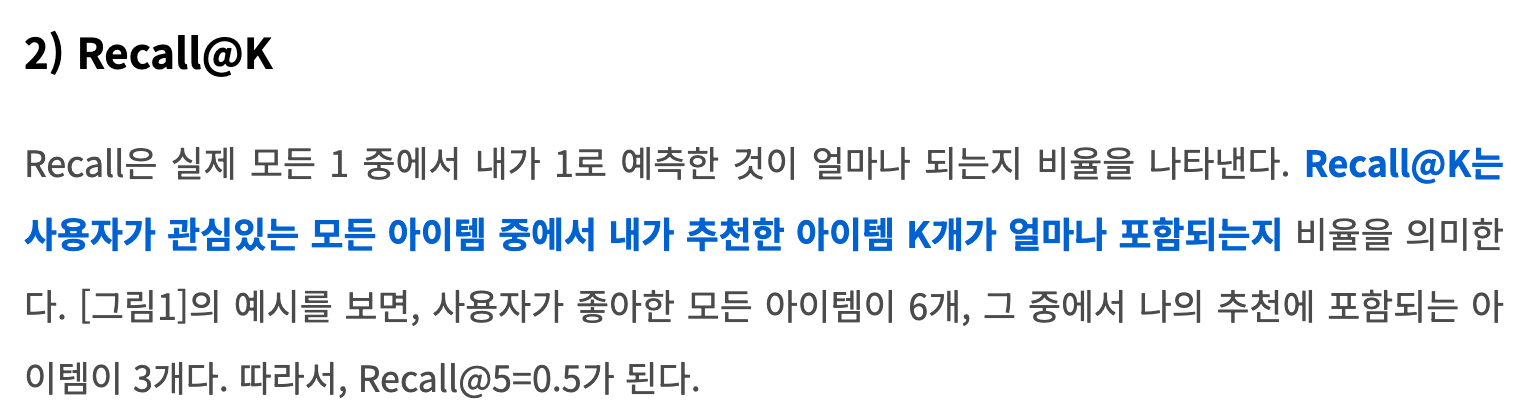 2) Recall@K
Recall은 실제 모든 1 중에서 내가 1로 예측한 것이 얼마나 되는지 비율을 나타낸다. Recall@K는
사용자가 관심있는 모든 아이템 중에서 내가 추천한 아이템 K개가 얼마나 포함되는지 비율을 의미한
다. [그림1]의 예시를 보면, 사용자가 좋아한 모든 아이템이 6개, 그 중에서 나의 추천에 포함되는 아
이템이 3개다. 따라서, Recall@5=0.5가 된다.